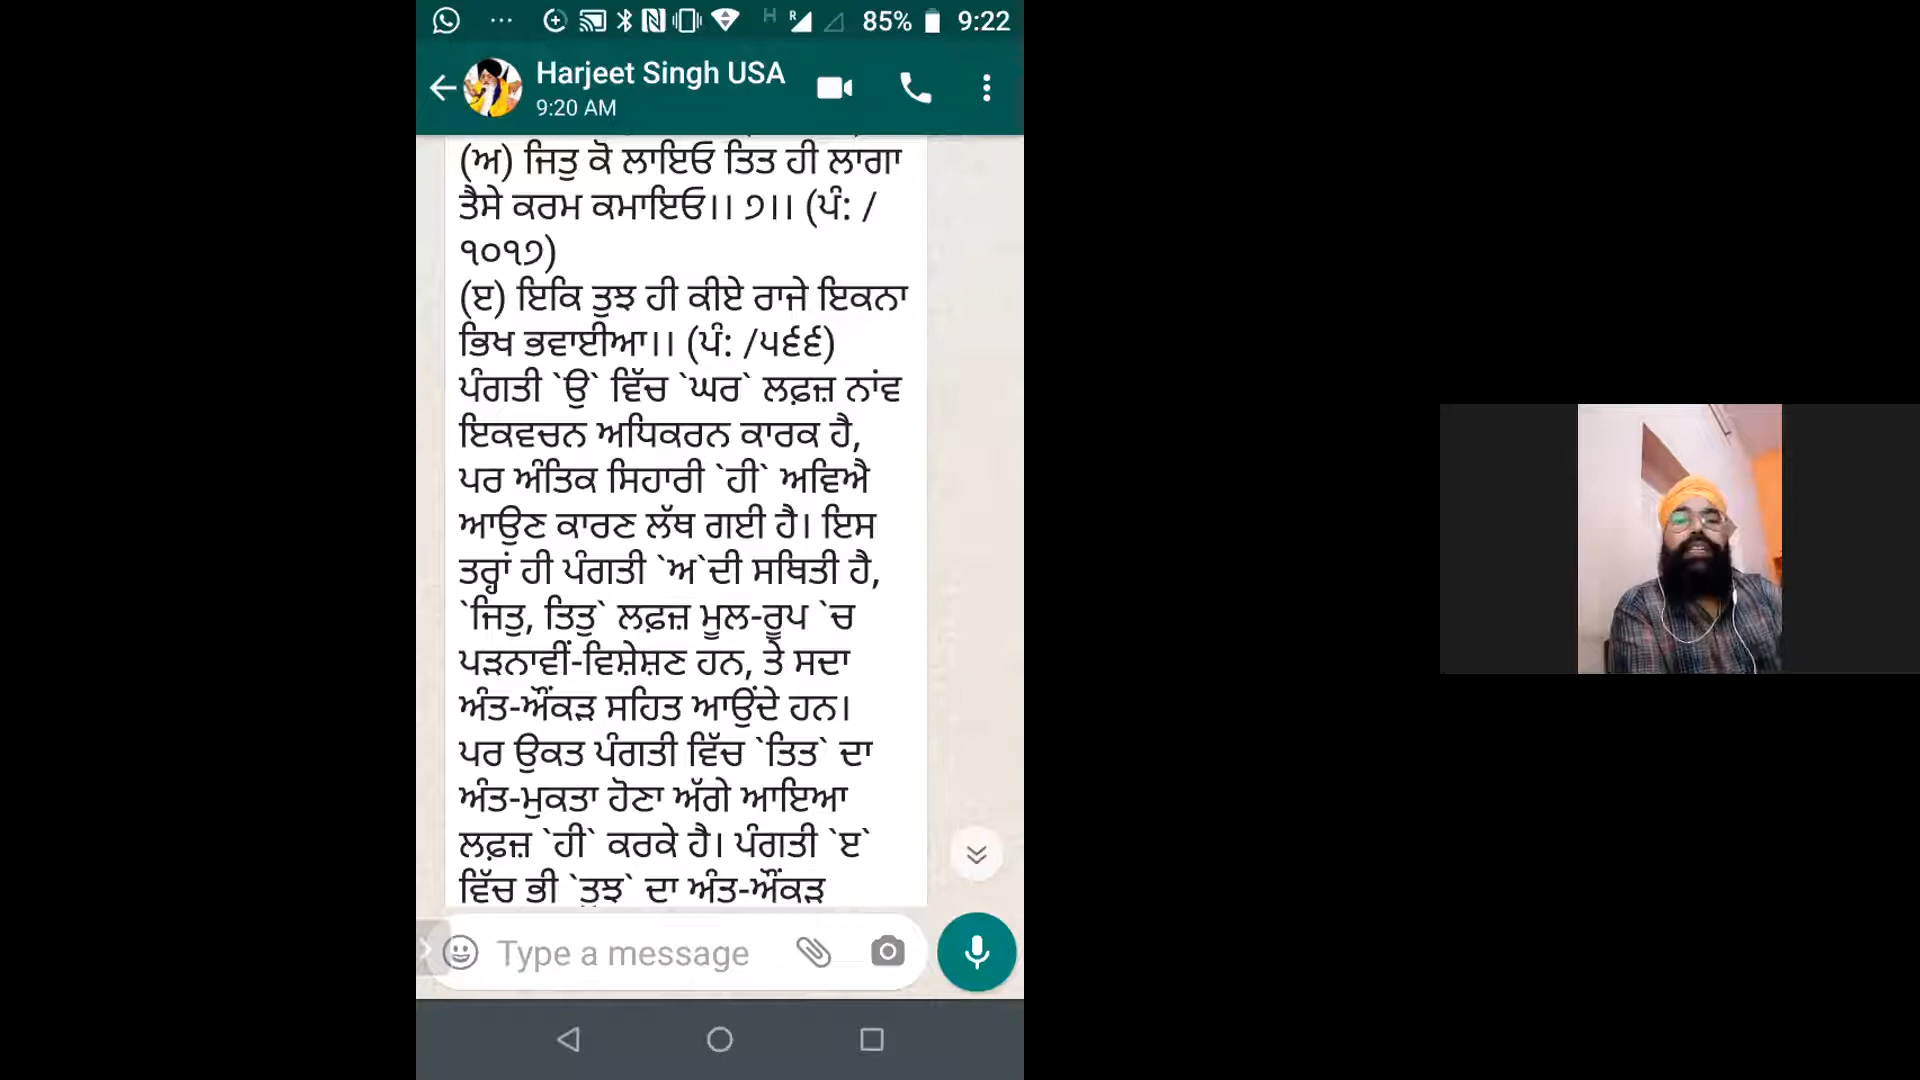 85% 9:22
Harjeet Singh USA
9:20 AM
(ਅ) ਜਿਤੁ ਕੋ ਲਾਇਓ ਤਿਤ ਹੀ ਲਾਗਾ
ਤੈਸੇ ਕਰਮ ਕਮਾਇਓ।। ੭।। (ਪੰ: /
੧੦੧੭)
(ੲ) ਇਕਿ ਤੁਝ ਹੀ ਕੀਏ ਰਾਜੇ ਇਕਨਾ
ਭਿਖ ਭਵਾਈਆ।। (ਪੰ: /੫੬੬)
ਪੰਗਤੀ `ਉ` ਵਿੱਚ `ਘਰ` ਲਫ਼ਜ਼ ਨਾਂਵ
ਇਕਵਚਨ ਅਧਿਕਰਨ ਕਾਰਕ ਹੈ,
ਪਰ ਅੰਤਿਕ ਸਿਹਾਰੀ `ਹੀ` ਅਵਿਐ
ਆਉਣ ਕਾਰਣ ਲੱਥ ਗਈ ਹੈ। ਇਸ
ਤਰ੍ਹਾਂ ਹੀ ਪੰਗਤੀ `ਅ`ਦੀ ਸਥਿਤੀ ਹੈ,
`ਜਿਤੁ, ਤਿਤੁ` ਲਫ਼ਜ਼ ਮੂਲ-ਰੂਪ `ਚ
ਪੜਨਾਵੀਂ-ਵਿਸ਼ੇਸ਼ਣ ਹਨ, ਤੇ ਸਦਾ
ਅੰਤ-ਔਂਕੜ ਸਹਿਤ ਆਉਂਦੇ ਹਨ।
ਪਰ ਉਕਤ ਪੰਗਤੀ ਵਿੱਚ `ਤਿਤ` ਦਾ
ਅੰਤ-ਮੁਕਤਾ ਹੋਣਾ ਅੱਗੇ ਆਇਆ
ਲਫ਼ਜ਼ `ਹੀ` ਕਰਕੇ ਹੈ। ਪੰਗਤੀ `ੲ`
ਵਿੱਚ ਭੀ `ਤੁਝ` ਦਾ ਅੰਤ-ਔਂਕੜ
Type a message